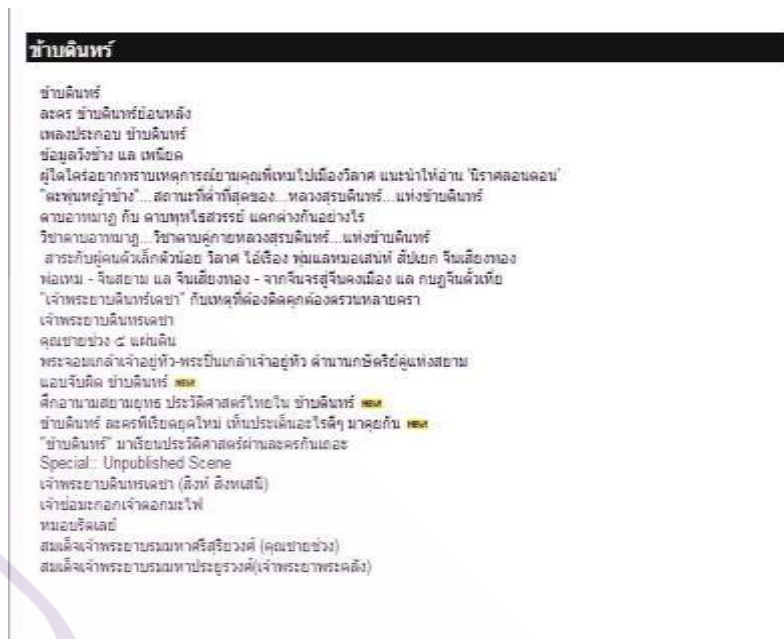 ข้าบดินทร์
ข้าบดินทร์
ละคร ข้าบดินทร์ย้อนหลัง
เพลงประกอบ ข้าบดินทร์
ข้อมูลวังช้าง แล เพนียด
ผู้ใดใคร่อยากทราบเหตุการณ์ยามคุณพี่เหมไปเมืองวิลาศ แนะนำให้อ่าน 'นิราศลอนดอน'
"ตะพุ่นหญ้าช้าง"...สถานะที่ต่ำที่สุดของ...หลวงสุรบดินทร์...แห่งข้าบดินทร์
ดาบอาทมาฎ กับ ดาบพุทไธสวรรย์ แตกต่างกันอย่างไร
วิชาดาบอาทมาฎ...วิชาดาบคู่กายหลวงสุรบดินทร์...แห่งข้าบดินทร์
สาระกับผู้คนตัวเล็กตัวน้อย วิลาศ ไอ้เรือง พุ่มแลหมอเสน่ห์ สัปเยก จีนเสียงทอง
พ่อเหม - จีนสยาม แล จีนเสียงทอง - จากจีนจรสู่จีนคงเมือง แล กบฏจีนตั้วเหี่ย
"เจ้าพระยาบดินทร์เดชา" กับเหตุที่ต้องติดคุกต้องตรวนหลายครา
เจ้าพระยาบดินทรเดชา
คุณชายช่วง ๕ แผ่นดิน
พระจอมเกล้าเจ้าอยู่หัว-พระปิ่นเกล้าเจ้าอยู่หัว ตำนานกษัตริย์คู่แห่งสยาม
แอบจับผิด ข้าบดินทร์ NEW!
ศึกอานามสยามยุทธ ประวัติศาสตร์ไทยใน ข้าบดินทร์ NEW!
ข้าบดินทร์ ละครพีเรียดยุคใหม่ เห็นประเด็นอะไรดีๆ มาคุยกัน NEW!
"ข้าบดินทร์" มาเรียนประวัติศาสตร์ผ่านละครกันเถอะ
Special:: Unpublished Scene
เจ้าพระยาบดินทรเดชา (สิงห์ สิงหเสนี)
เจ้าช่อมะกอกเจ้าดอกมะไฟ
หมอบรัดเลย์
สมเด็จเจ้าพระยาบรมมหาศรีสุริยวงศ์ (คุณชายช่วง)
สมเด็จเจ้าพระยาบรมมหาประยูรวงศ์(เจ้าพระยาพระคลัง)